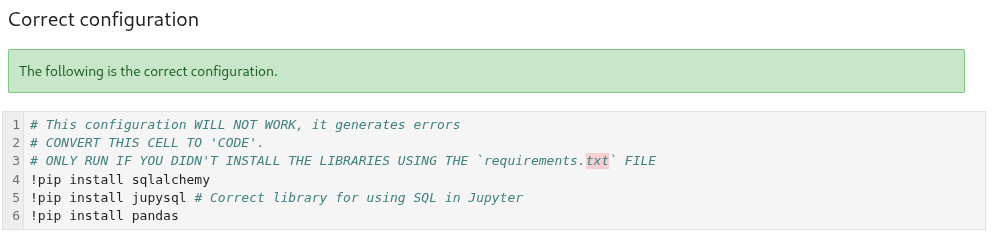 Correct configuration
The following is the correct configuration.
1 # This configuration WILL NOT WORK, it generates errors
2 # CONVERT THIS CELL TO 'CODE'.
3 # ONLY RUN IF YOU DIDN'T INSTALL THE LIBRARIES USING THE `requirements.txt` FILE
4 !pip install sqlalchemy
5 !pip install jupysql # Correct library for using SQL in Jupyter
6 !pip install pandas